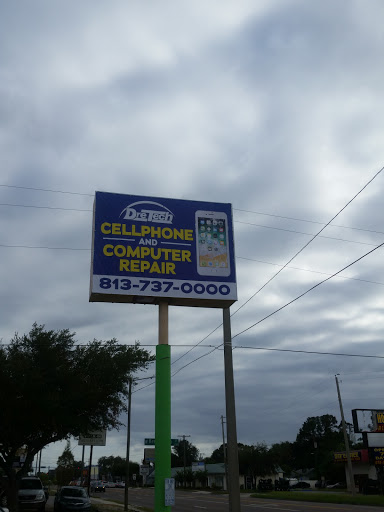 DreTech
CELLPHONE
AND
COMPUTER
REPAIR
813-737-0000